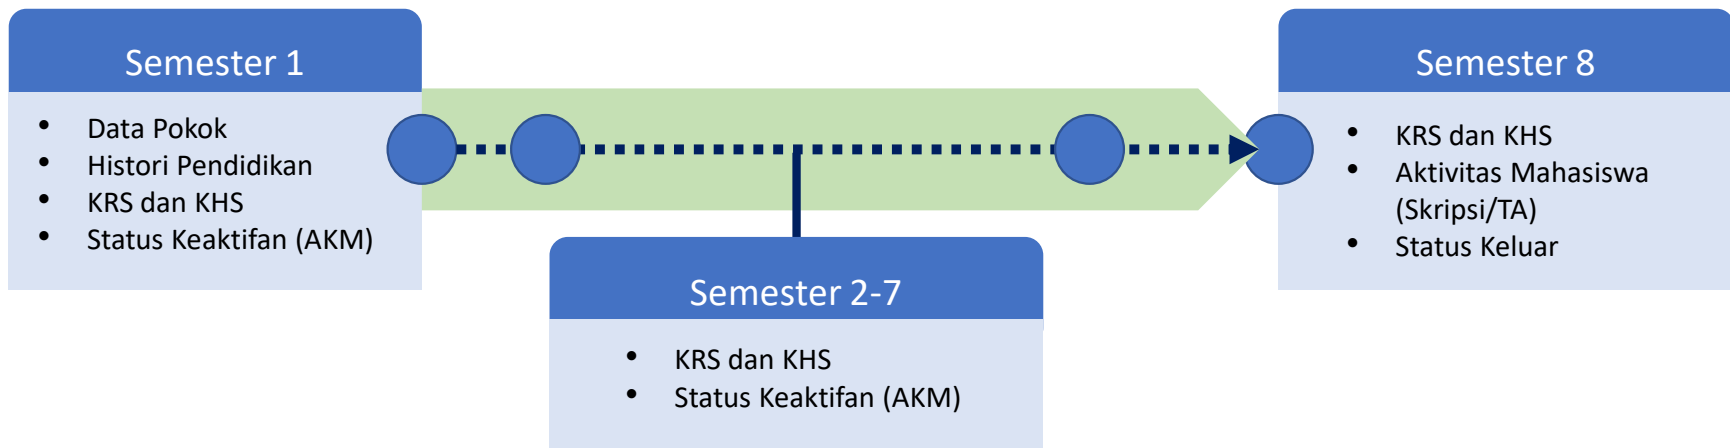 Semester 1
• Data Pokok
• Histori Pendidikan
• KRS dan KHS
• Status Keaktifan (AKM)
Semester 2-7
• KRS dan KHS
• Status Keaktifan (AKM)
Semester 8
• KRS dan KHS
• Aktivitas Mahasiswa
(Skripsi/TA)
• Status Keluar